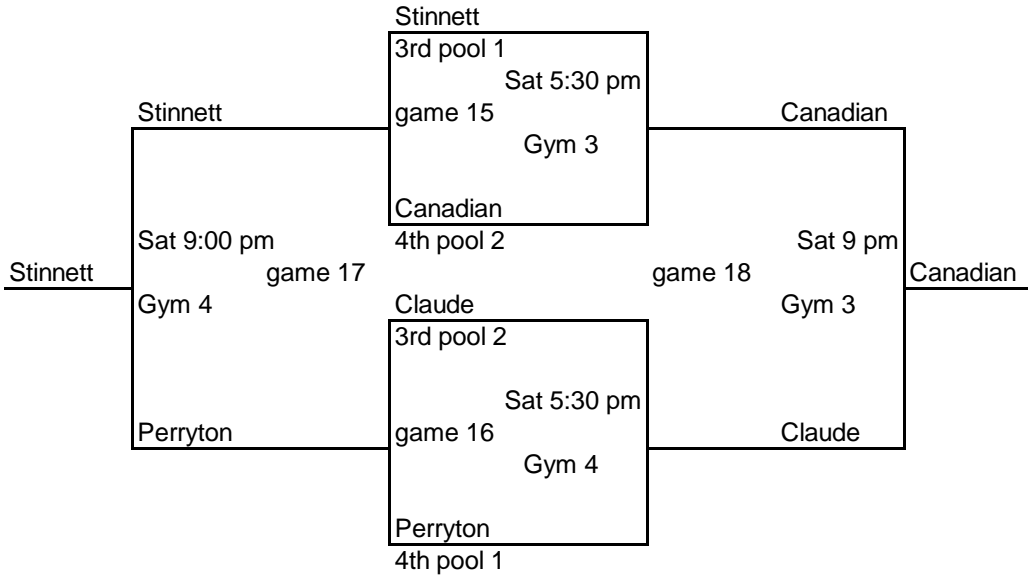 Stinnett
3rd pool 1
Sat 5:30 pm
Stinnett
game 15
Canadian
Gym 3
Canadian
Sat 9:00 pm
4th pool 2
Sat 9 pm
Stinnett
game 17
game 18
Canadian
Gym 4
Claude
Gym 3
3rd pool 2
Sat 5:30 pm
Perryton
game 16
Claude
Gym 4
Perryton
4th pool 1